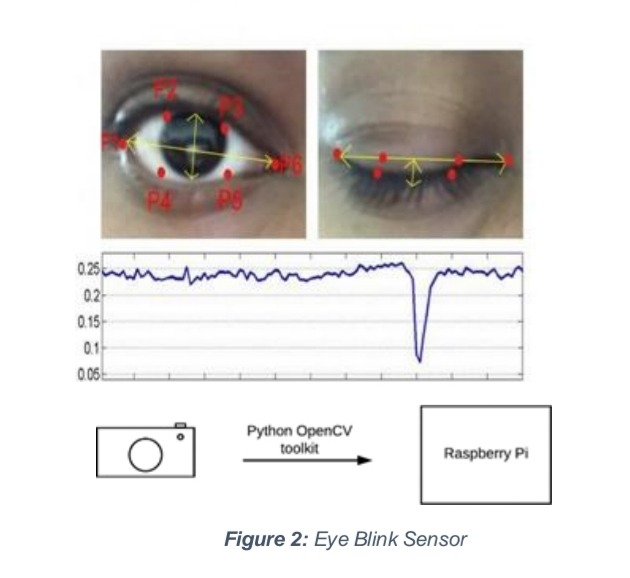 P2
P3
P1
P6
P4
P5
0.25
0.2
0.15
0.1
0.05
Python OpenCV
toolkit
Raspberry Pi
Figure 2: Eye Blink Sensor